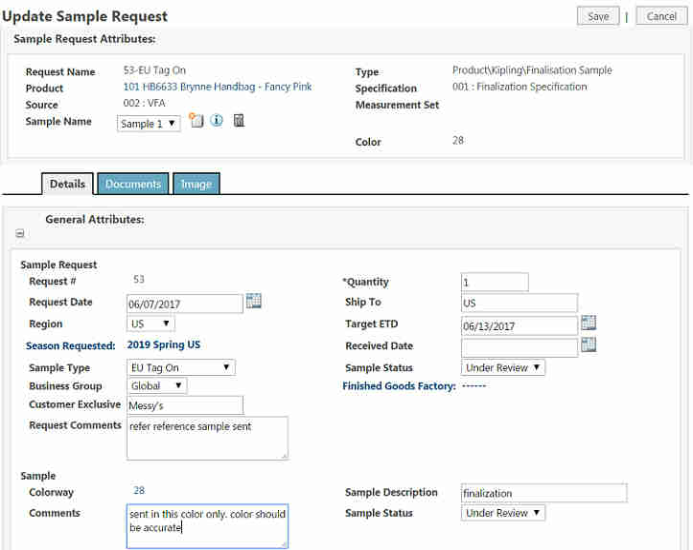 Update Sample Request Save | Cancel
Sample Request Attributes:
Request Name 53-EU Tag On Type Product\Kipling\Finalisation Sample
Product 101 HB6633 Brynne Handbag - Fancy Pink Specification 001 : Finalization Specification
Source 002 : VFA Measurement Set
Sample Name Sample 1
Color 28
Details Documents Image
General Attributes:
Sample Request
Request # 53 *Quantity 1
Request Date 06/07/2017 Ship To US
Region US Target ETD 06/13/2017
Season Requested: 2019 Spring US Received Date
Sample Type EU Tag On Sample Status Under Review
Business Group Global Finished Goods Factory: ------
Customer Exclusive Messy's
Request Comments refer reference sample sent
Sample
Colorway 28 Sample Description finalization
Comments sent in this color only. color should Sample Status Under Review
be accurate